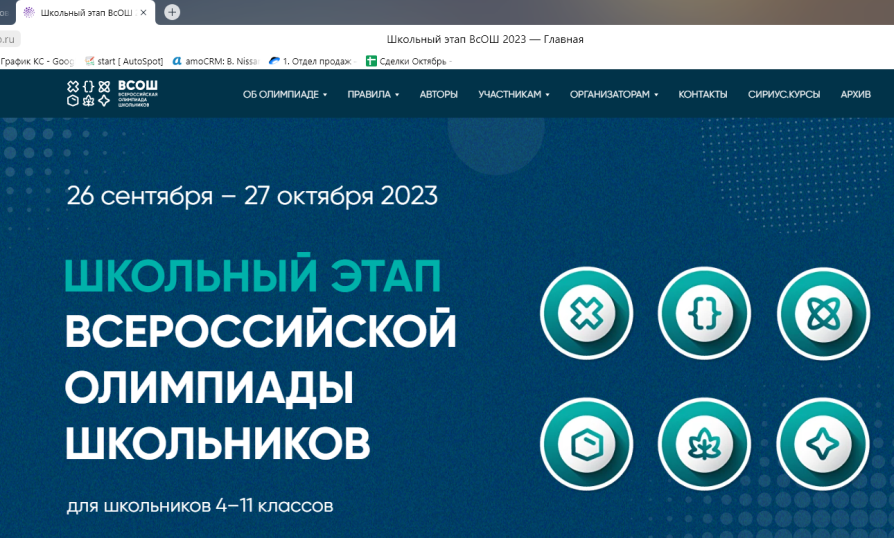 Школьный этап ВсОШ
Школьный этап ВсОШ 2023 — Главная
График КС - Goog
start [ AutoSpot]
amoCRM: B. Nissa
1. Отдел продаж -
Сделки Октябрь -
ВСОШ
ВСЕРОССИЙСКАЯ
ОЛИМПИАДА
ШКОЛЬНИКОВ
ОБ ОЛИМПИАДЕ
ПРАВИЛА
АВТОРЫ
УЧАСТНИКАМ
ОРГАНИЗАТОРАМ
КОНТАКТЫ
СИРИУС.КУРСЫ
АРХИВ
26 сентября – 27 октября 2023
ШКОЛЬНЫЙ ЭТАП
ВСЕРОССИЙСКОЙ
ОЛИМПИАДЫ
ШКОЛЬНИКОВ
для школьников 4–11 классов